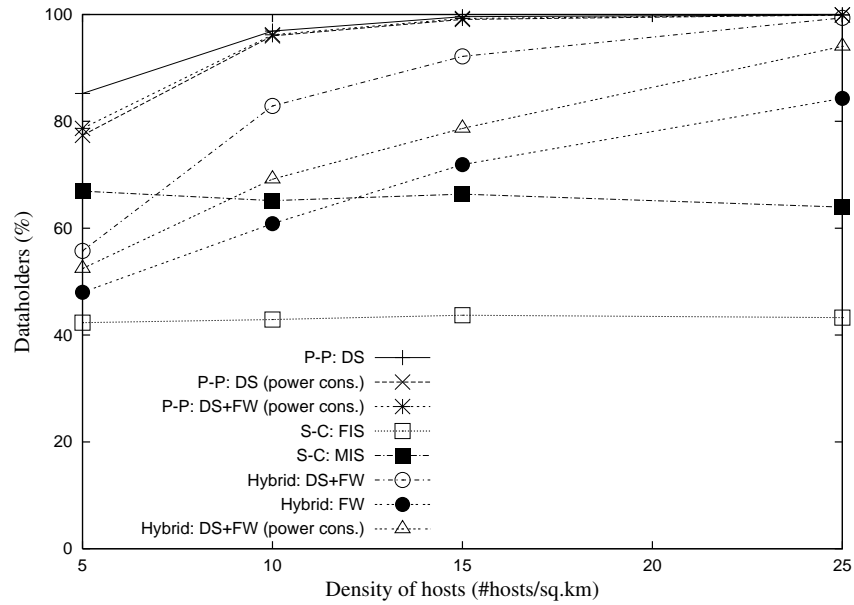 100
80
60
40
20
0
Dataholders (%)
P-P: DS
P-P: DS (power cons.)
P-P: DS+FW (power cons.)
S-C: FIS
S-C: MIS
Hybrid: DS+FW
Hybrid: FW
Hybrid: DS+FW (power cons.)
5 10 15 20 25
Density of hosts (#hosts/sq.km)